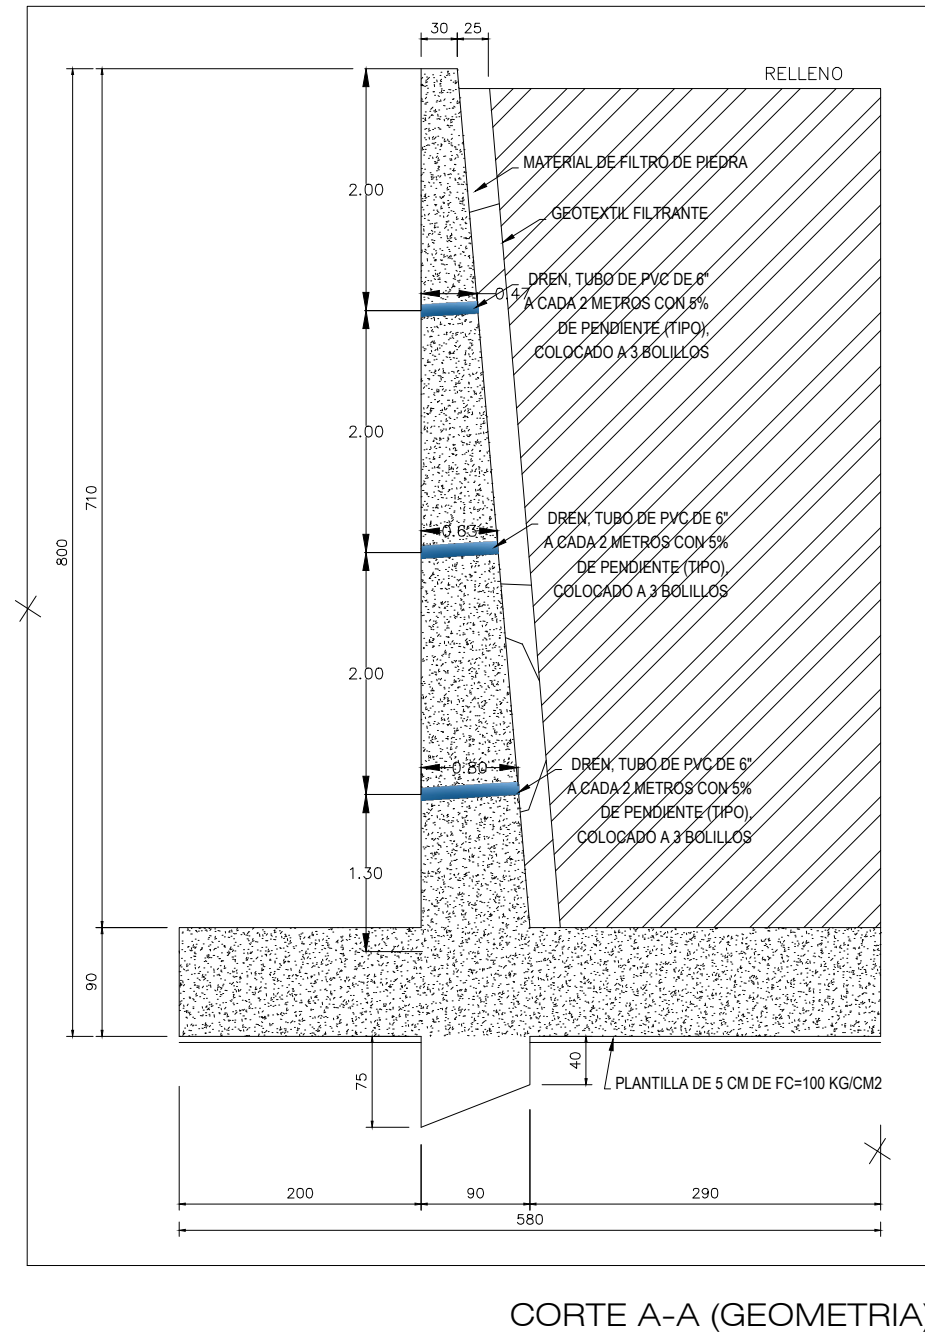 30
25
RELLENO
2.00
MATERIAL DE FILTRO DE PIEDRA
GEOTEXTIL FILTRANTE
0.47
DREN, TUBO DE PVC DE 6"
A CADA 2 METROS CON 5%
DE PENDIENTE (TIPO),
COLOCADO A 3 BOLILLOS
2.00
710
800
0.63
DREN, TUBO DE PVC DE 6"
A CADA 2 METROS CON 5%
DE PENDIENTE (TIPO),
COLOCADO A 3 BOLILLOS
2.00
0.80
DREN, TUBO DE PVC DE 6"
A CADA 2 METROS CON 5%
DE PENDIENTE (TIPO),
COLOCADO A 3 BOLILLOS
1.30
90
75
40
PLANTILLA DE 5 CM DE FC=100 KG/CM2
200
90
290
580
CORTE A-A (GEOMETRIA)